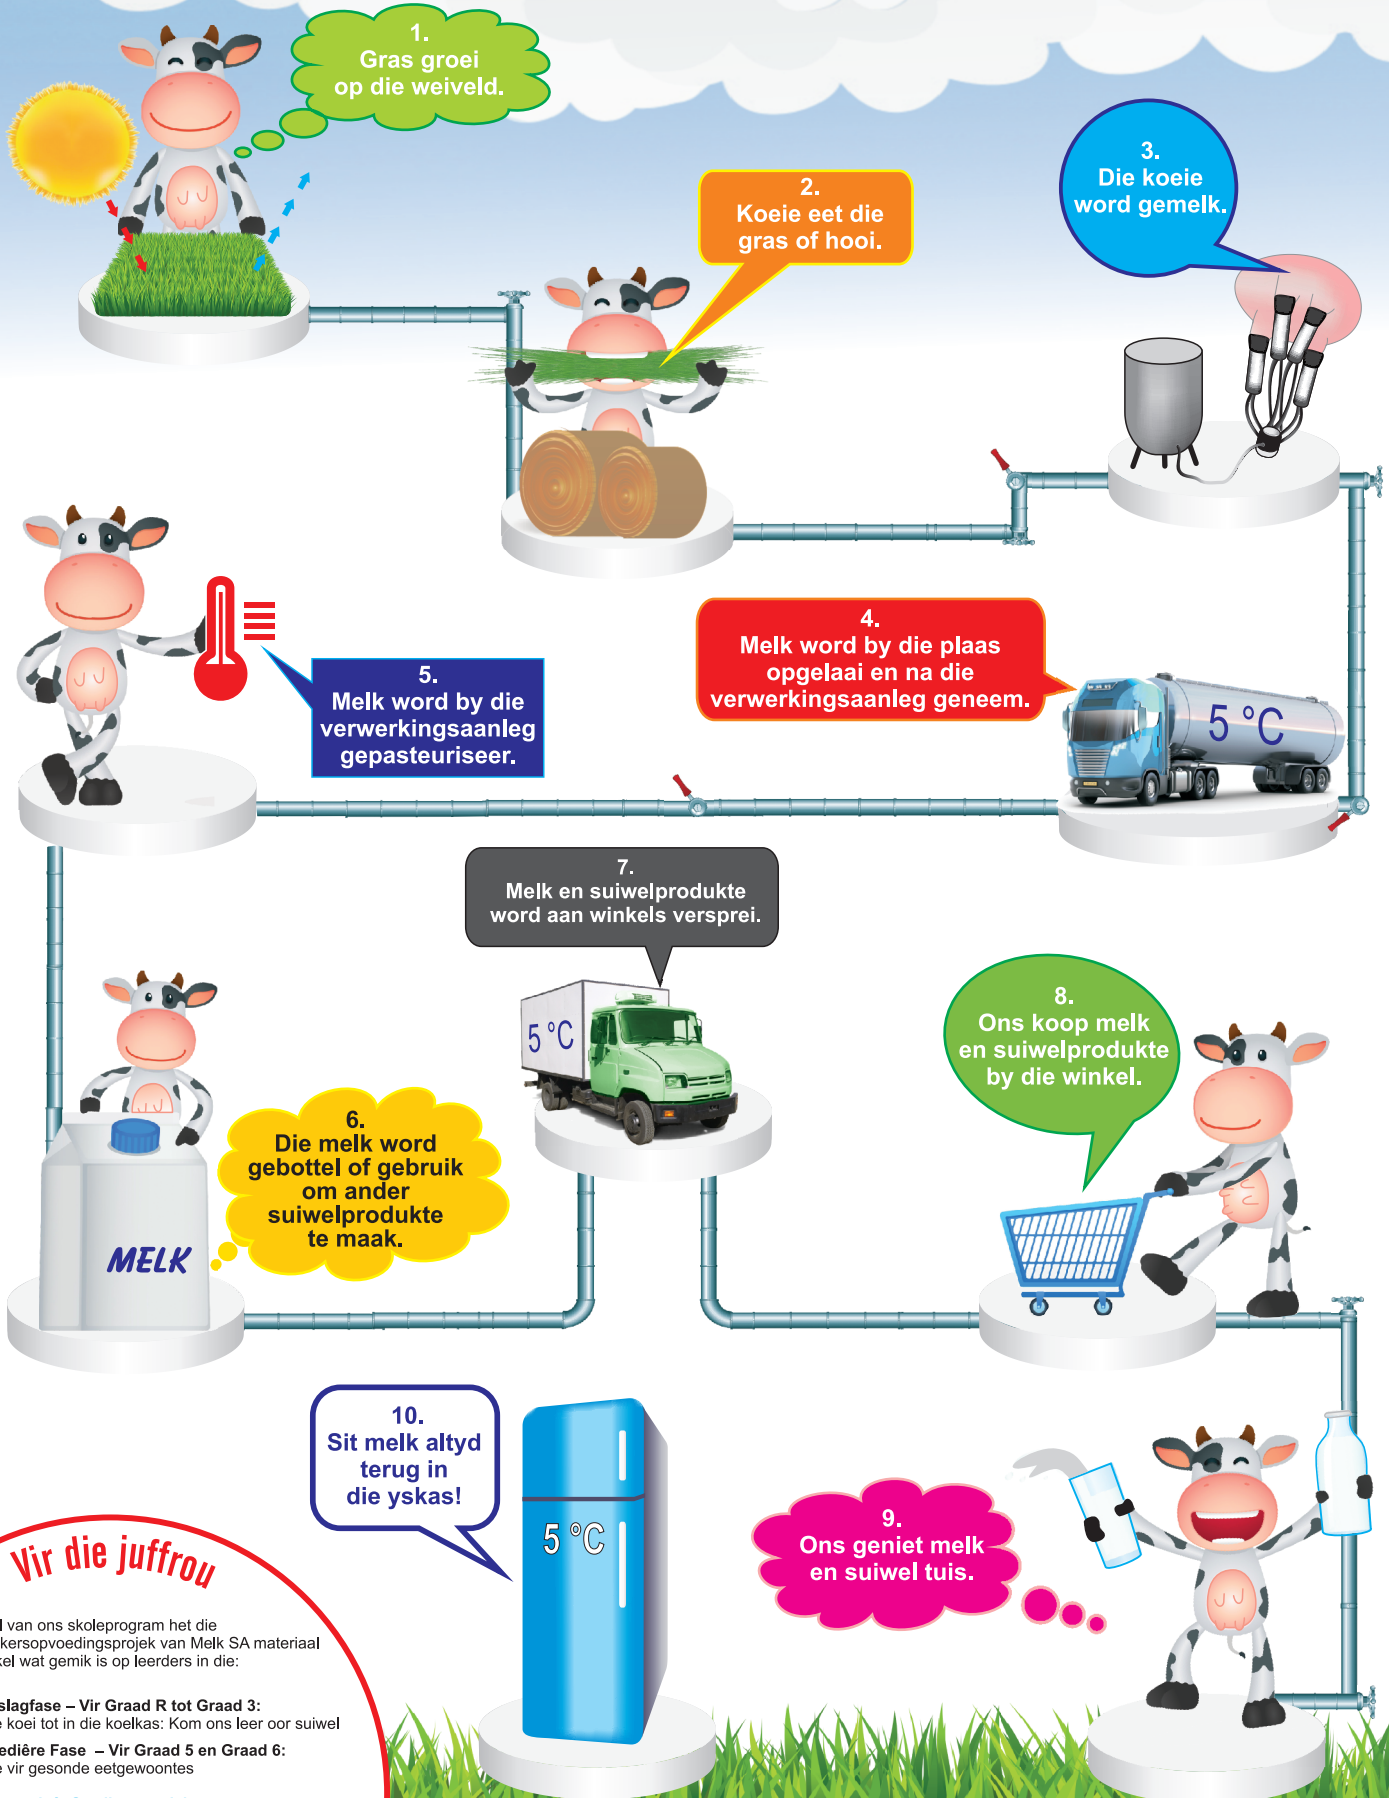 1.
Gras groei
op die weiveld.
2.
Koeie eet die
gras of hooi.
3.
Die koeie
word gemelk.
4.
Melk word by die plaas
opgelaai en na die
verwerkingsaanleg geneem.
5 °C
5.
Melk word by die
verwerkingsaanleg
gepasteuriseer.
6.
Die melk word
gebottel of gebruik
om ander
suiwelprodukte
te maak.
MELK
7.
Melk en suiwelprodukte
word aan winkels versprei.
5 °C
8.
Ons koop melk
en suiwelprodukte
by die winkel.
9.
Ons geniet melk
en suiwel tuis.
10.
Sit melk altyd
terug in
die yskas!
5 °C
Vir die juffrou
van ons skoleprogram het die
kersopvoedingsprojek van Melk SA materiaal
kel wat gemik is op leerders in die:
slagfase – Vir Graad R tot Graad 3:
koei tot in die koelkas: Kom ons leer oor suiwel
ediêre Fase – Vir Graad 5 en Graad 6:
vir gesonde eetgewoontes